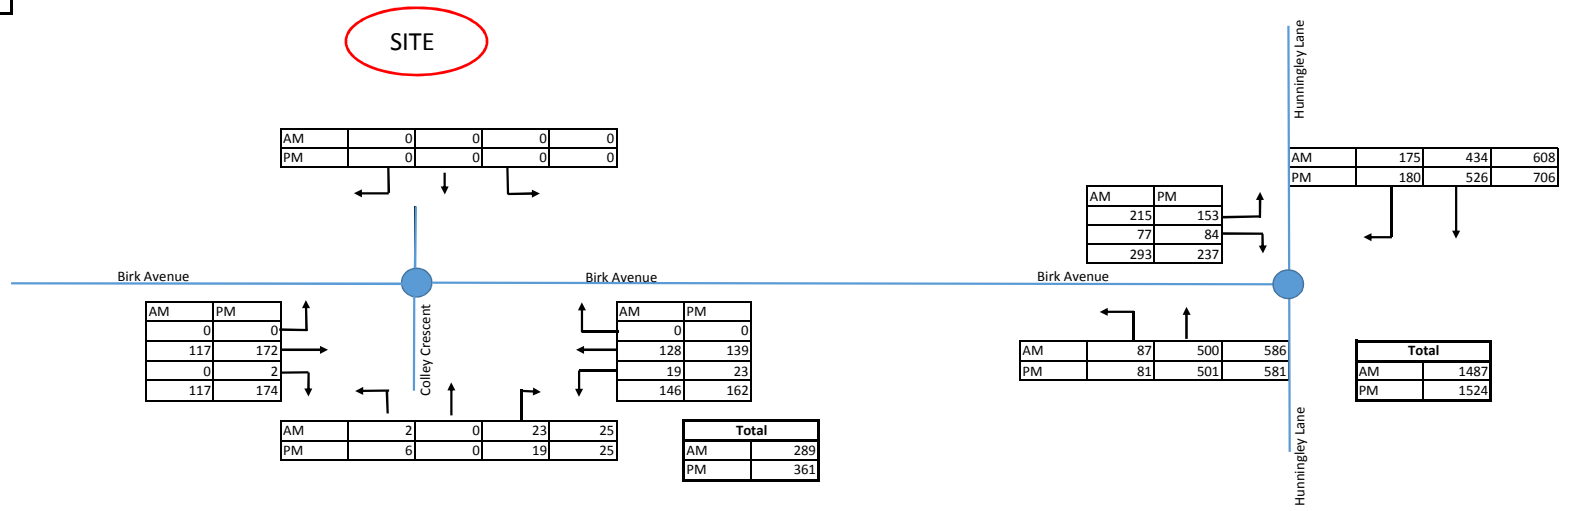 SITE
Hunningley Lane
AM 0 0 0 0
PM 0 0 0 0
AM 175 434 608
PM 180 526 706
AM PM
215 153
77 84
293 237
Birk Avenue
Birk Avenue
Birk Avenue
AM PM
0 0
117 172
0 2
117 174
Colley Crescent
AM PM
0 0
128 139
19 23
146 162
AM 87 500 586
PM 81 501 581
Total
AM 1487
PM 1524
AM 2 0 23 25
PM 6 0 19 25
Total
AM 289
PM 361
Hunningley Lane